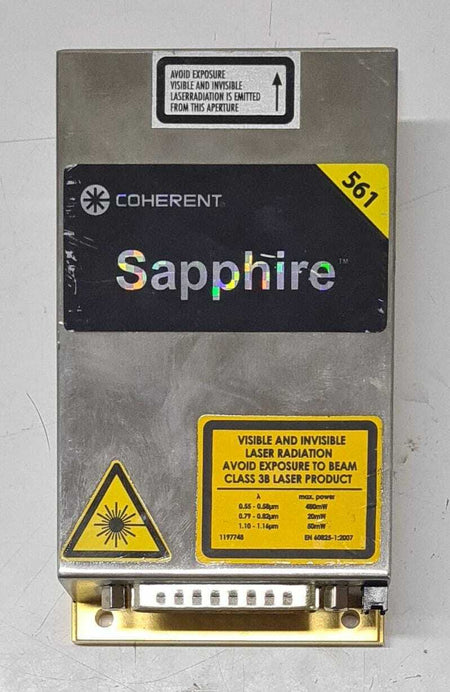 AVOID EXPOSURE
VISIBLE AND INVISIBLE
LASERRADIATION IS EMITTED
FROM THIS APERTURE
561
COHERENT®
Sapphire™
VISIBLE AND INVISIBLE
LASER RADIATION
AVOID EXPOSURE TO BEAM
CLASS 3B LASER PRODUCT
λ max. power
0.55 - 0.58µm 480mW
0.79 - 0.82µm 20mW
1.10 - 1.16µm 50mW
1197748 EN 60825-1:2007